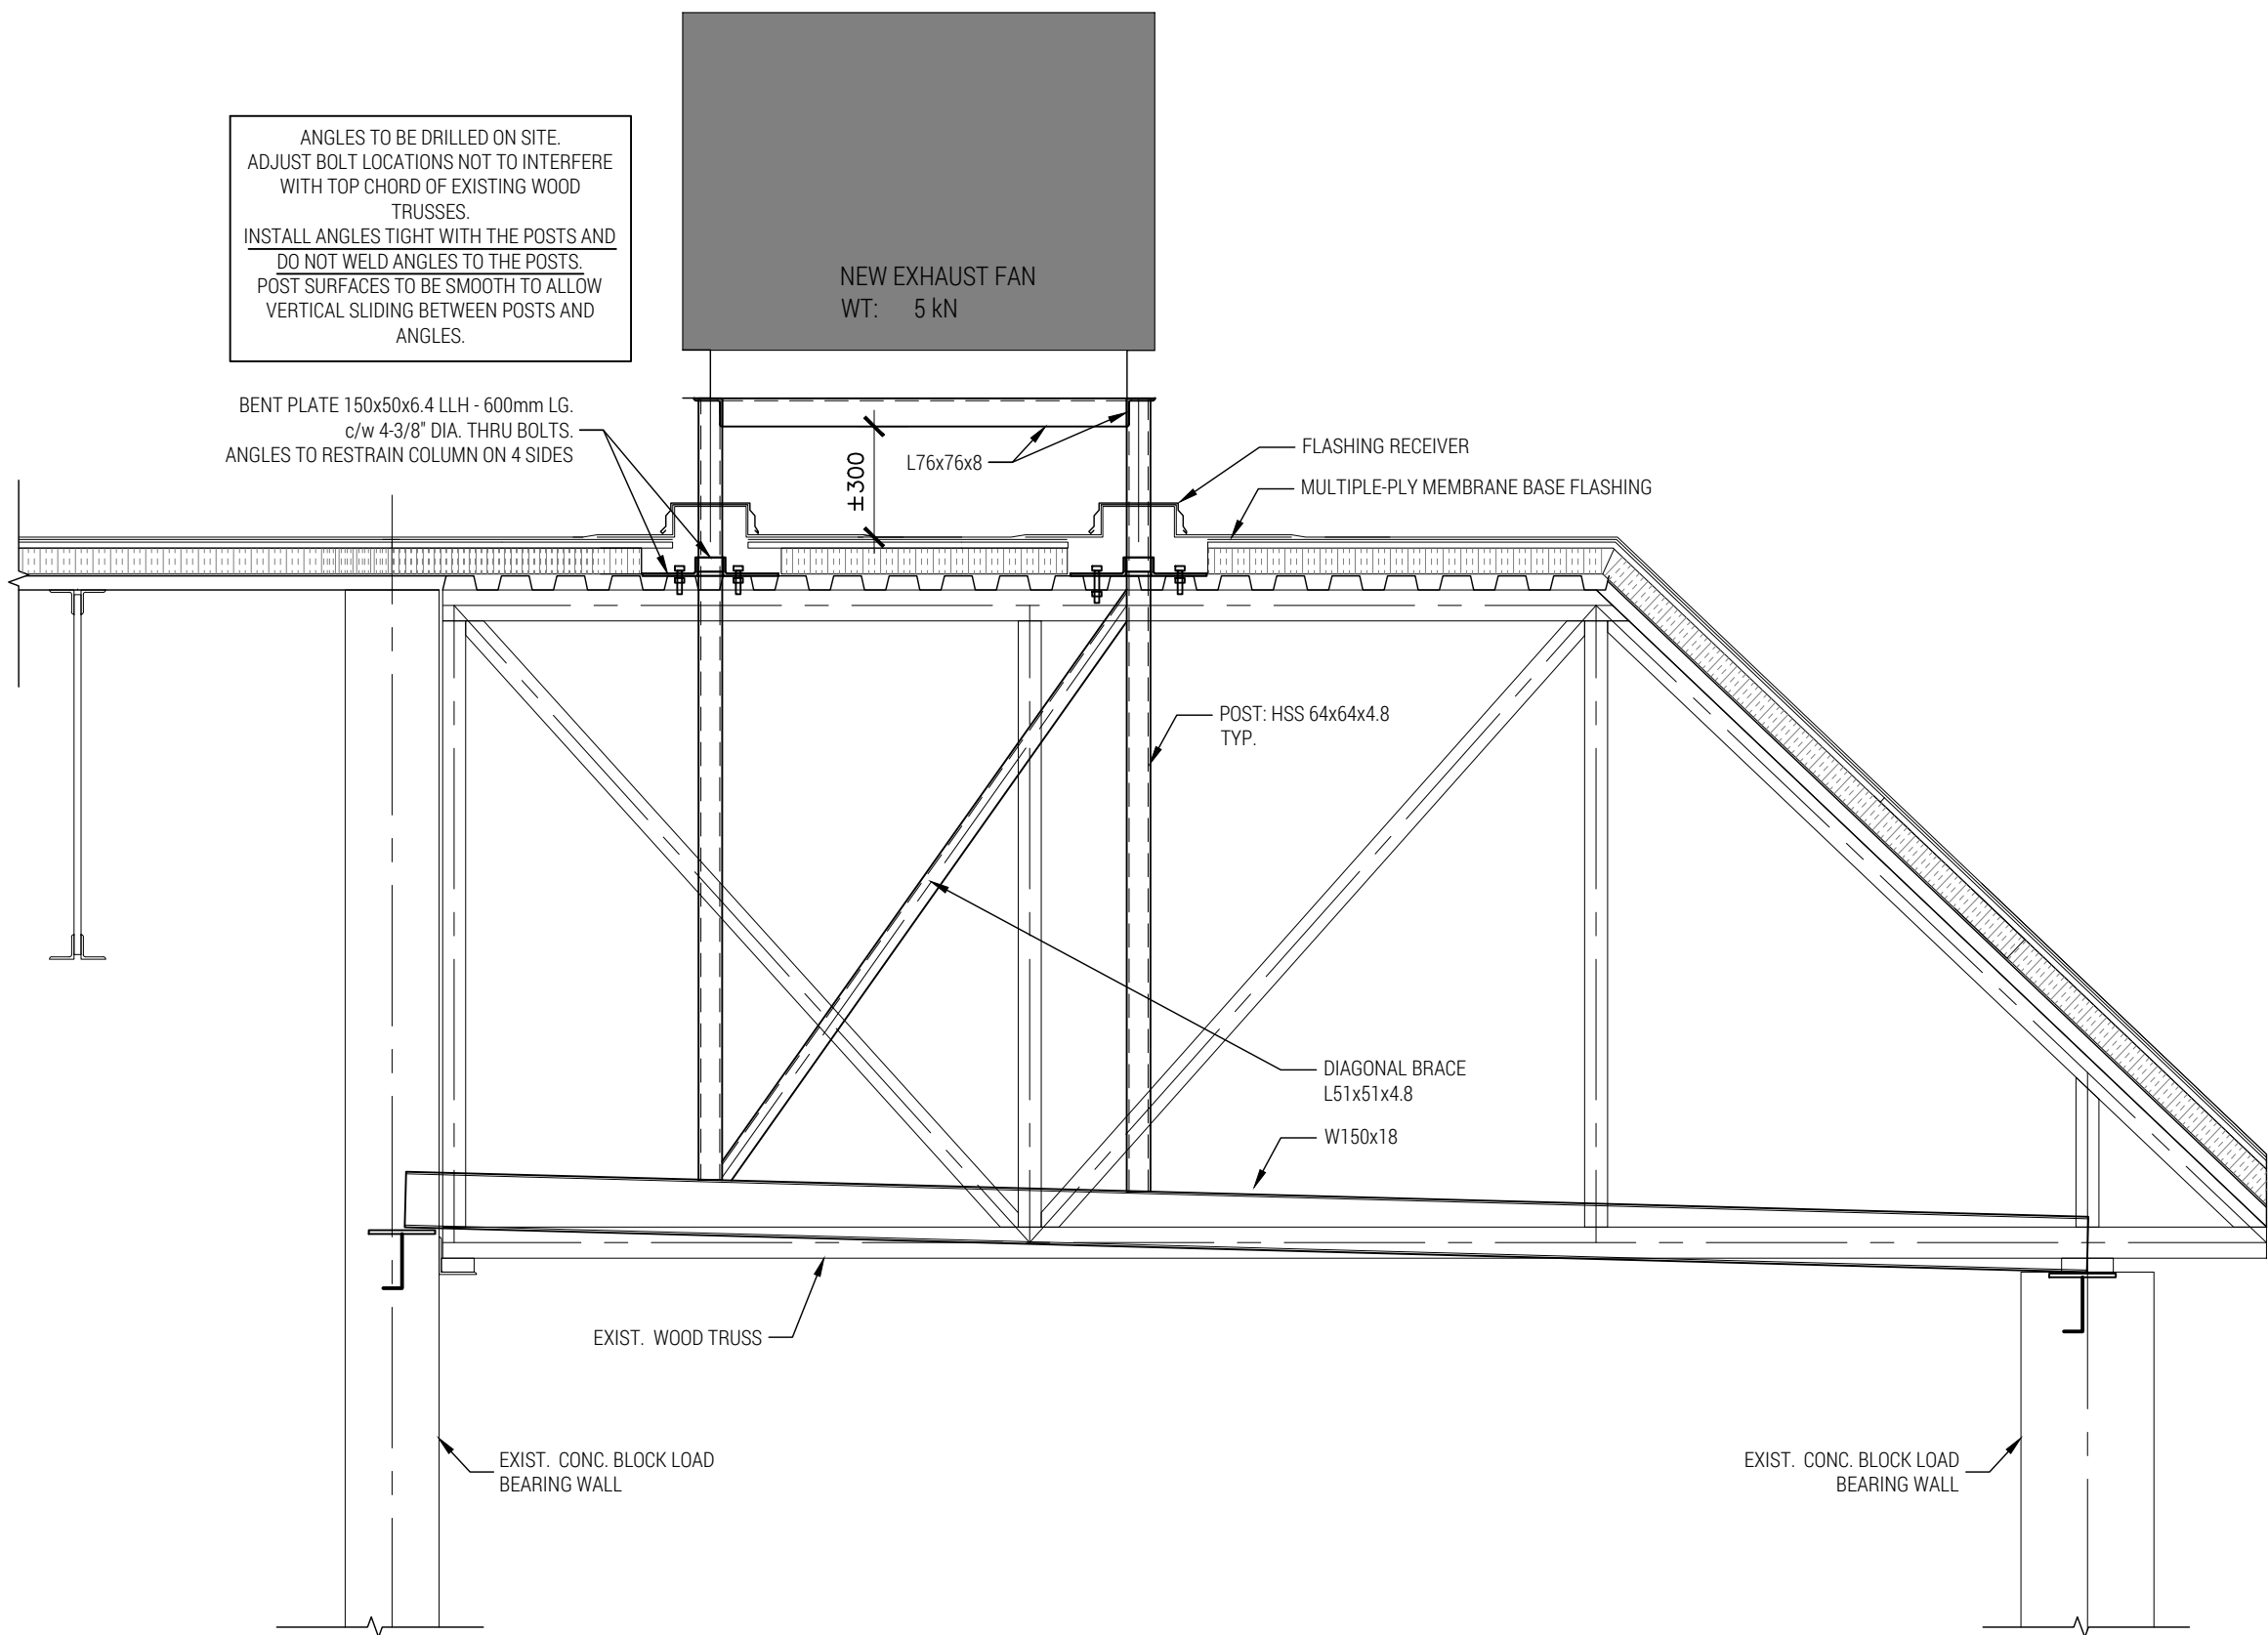 ANGLES TO BE DRILLED ON SITE.
ADJUST BOLT LOCATIONS NOT TO INTERFERE
WITH TOP CHORD OF EXISTING WOOD
TRUSSES.
INSTALL ANGLES TIGHT WITH THE POSTS AND
DO NOT WELD ANGLES TO THE POSTS.
POST SURFACES TO BE SMOOTH TO ALLOW
VERTICAL SLIDING BETWEEN POSTS AND
ANGLES.
NEW EXHAUST FAN
WT: 5 kN
BENT PLATE 150x50x6.4 LLH - 600mm LG.
c/w 4-3/8" DIA. THRU BOLTS.
ANGLES TO RESTRAIN COLUMN ON 4 SIDES
±300
L76x76x8
FLASHING RECEIVER
MULTIPLE-PLY MEMBRANE BASE FLASHING
POST: HSS 64x64x4.8
TYP.
DIAGONAL BRACE
L51x51x4.8
W150x18
EXIST. WOOD TRUSS
EXIST. CONC. BLOCK LOAD
BEARING WALL
EXIST. CONC. BLOCK LOAD
BEARING WALL